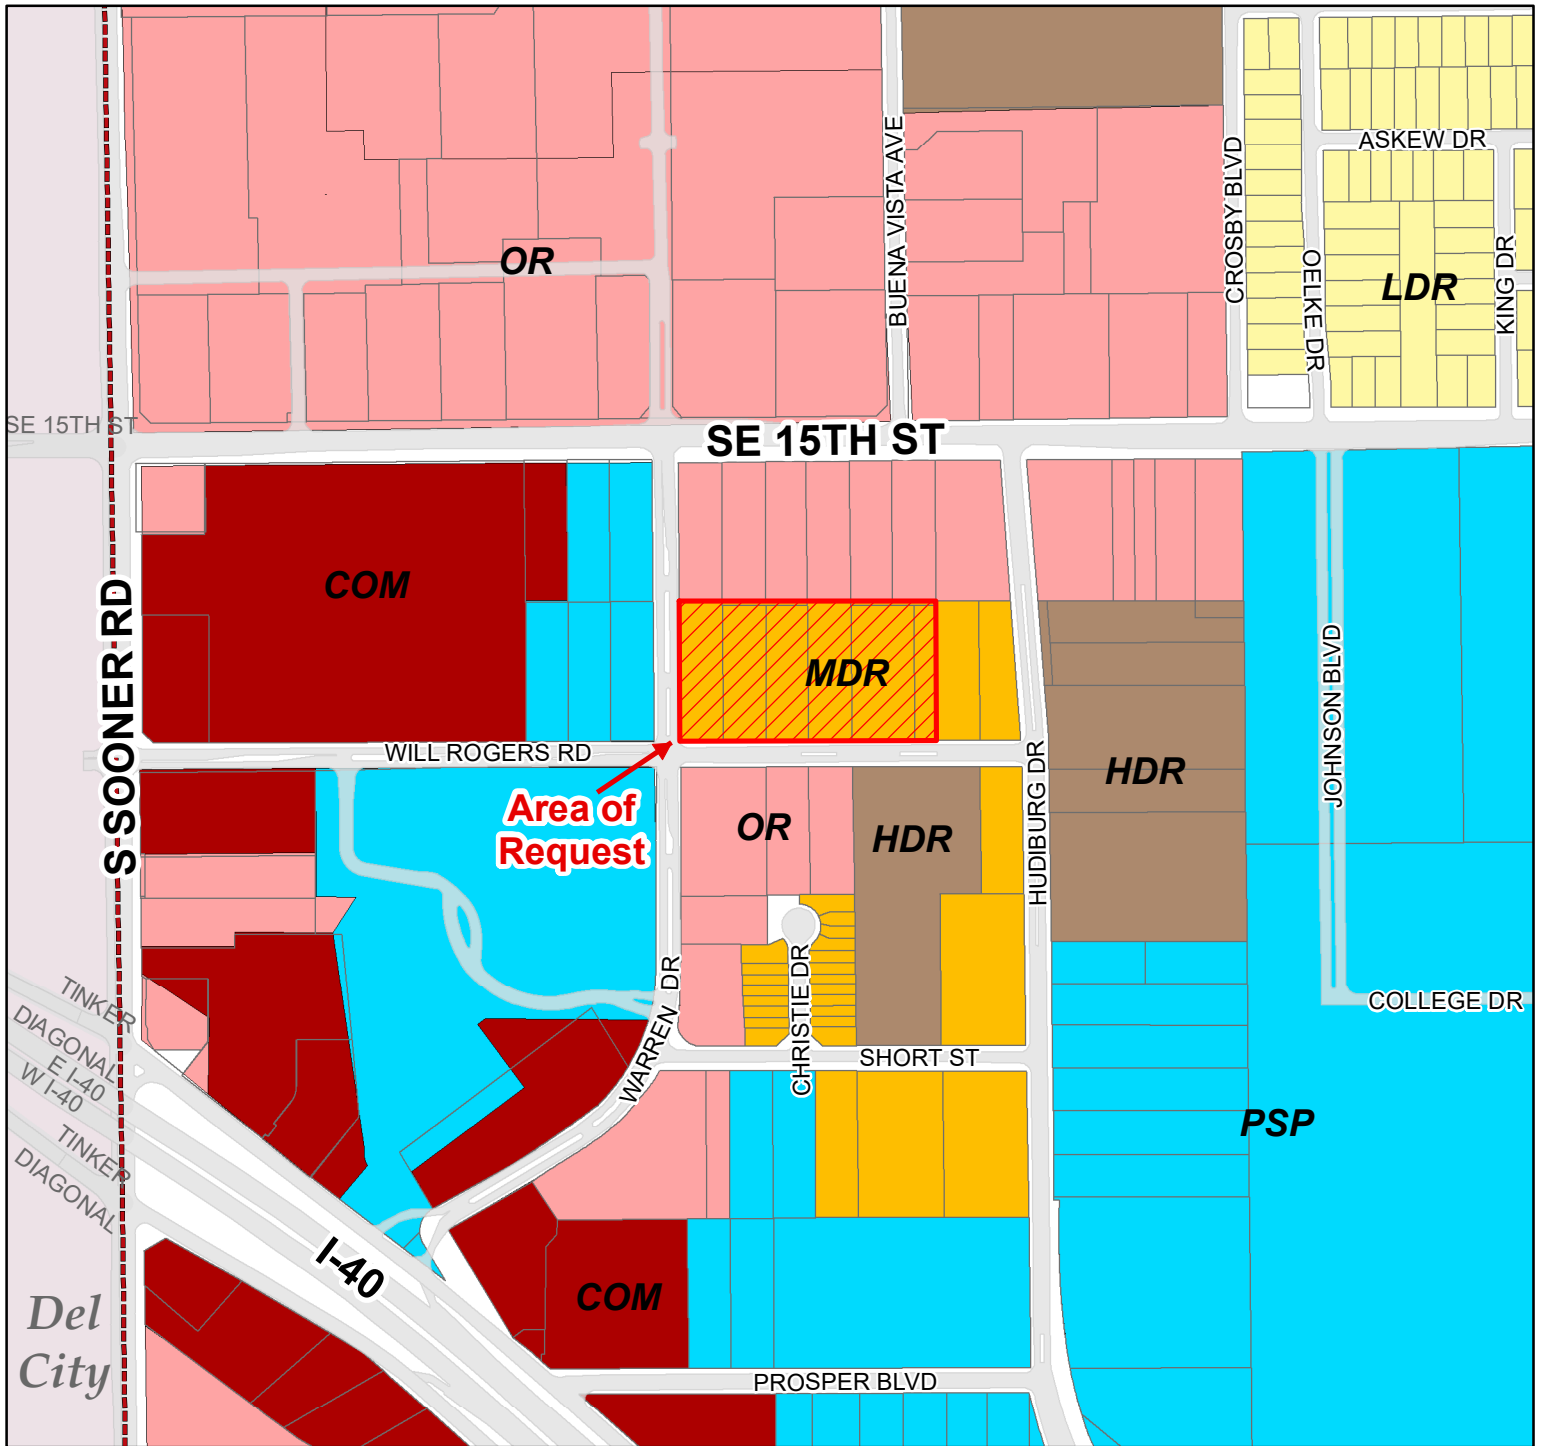 ASKEW DR
BUENA VISTA AVE
CROSBY BLVD
OELKE DR
KING DR
OR
LDR
SE 15TH ST
SE 15TH ST
COM
S SOONER RD
MDR
JOHNSON BLVD
WILL ROGERS RD
HUDIBURG DR
HDR
Area of
Request
OR
HDR
WARREN DR
CHRISTIE DR
COLLEGE DR
TINKER
DIAGONAL
E I-40
W I-40
SHORT ST
TINKER
DIAGONAL
PSP
I-40
COM
Del
City
PROSPER BLVD